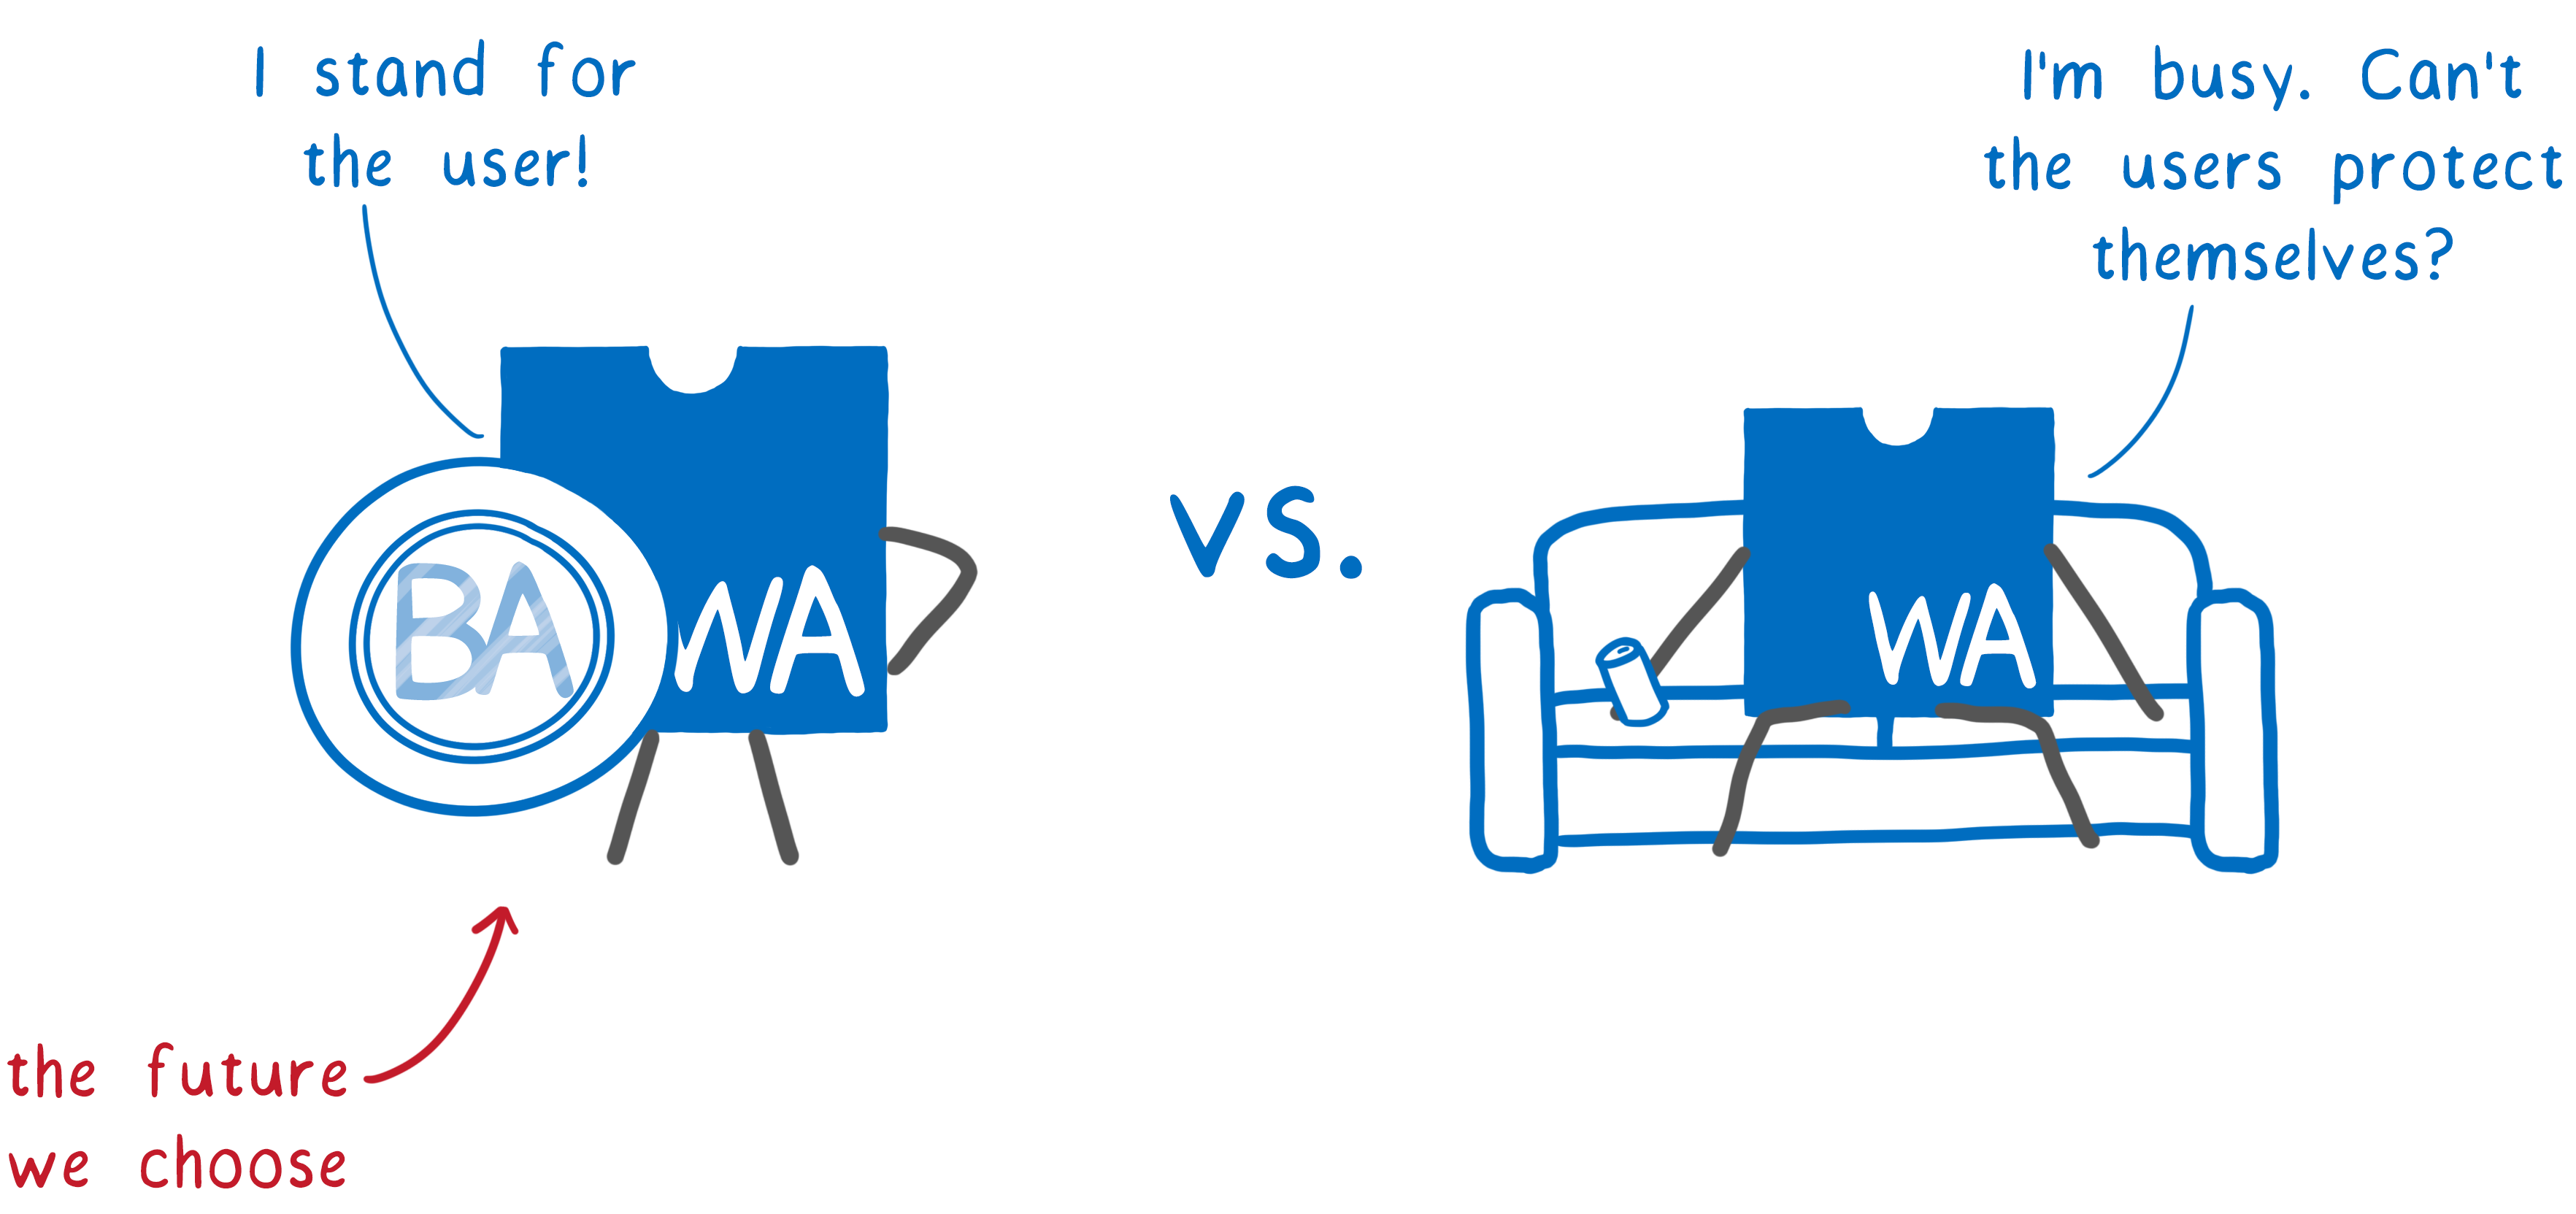 I stand for
the user!
I'm busy. Can't
the users protect
themselves?
vs.
BA
WA
WA
the future
we choose